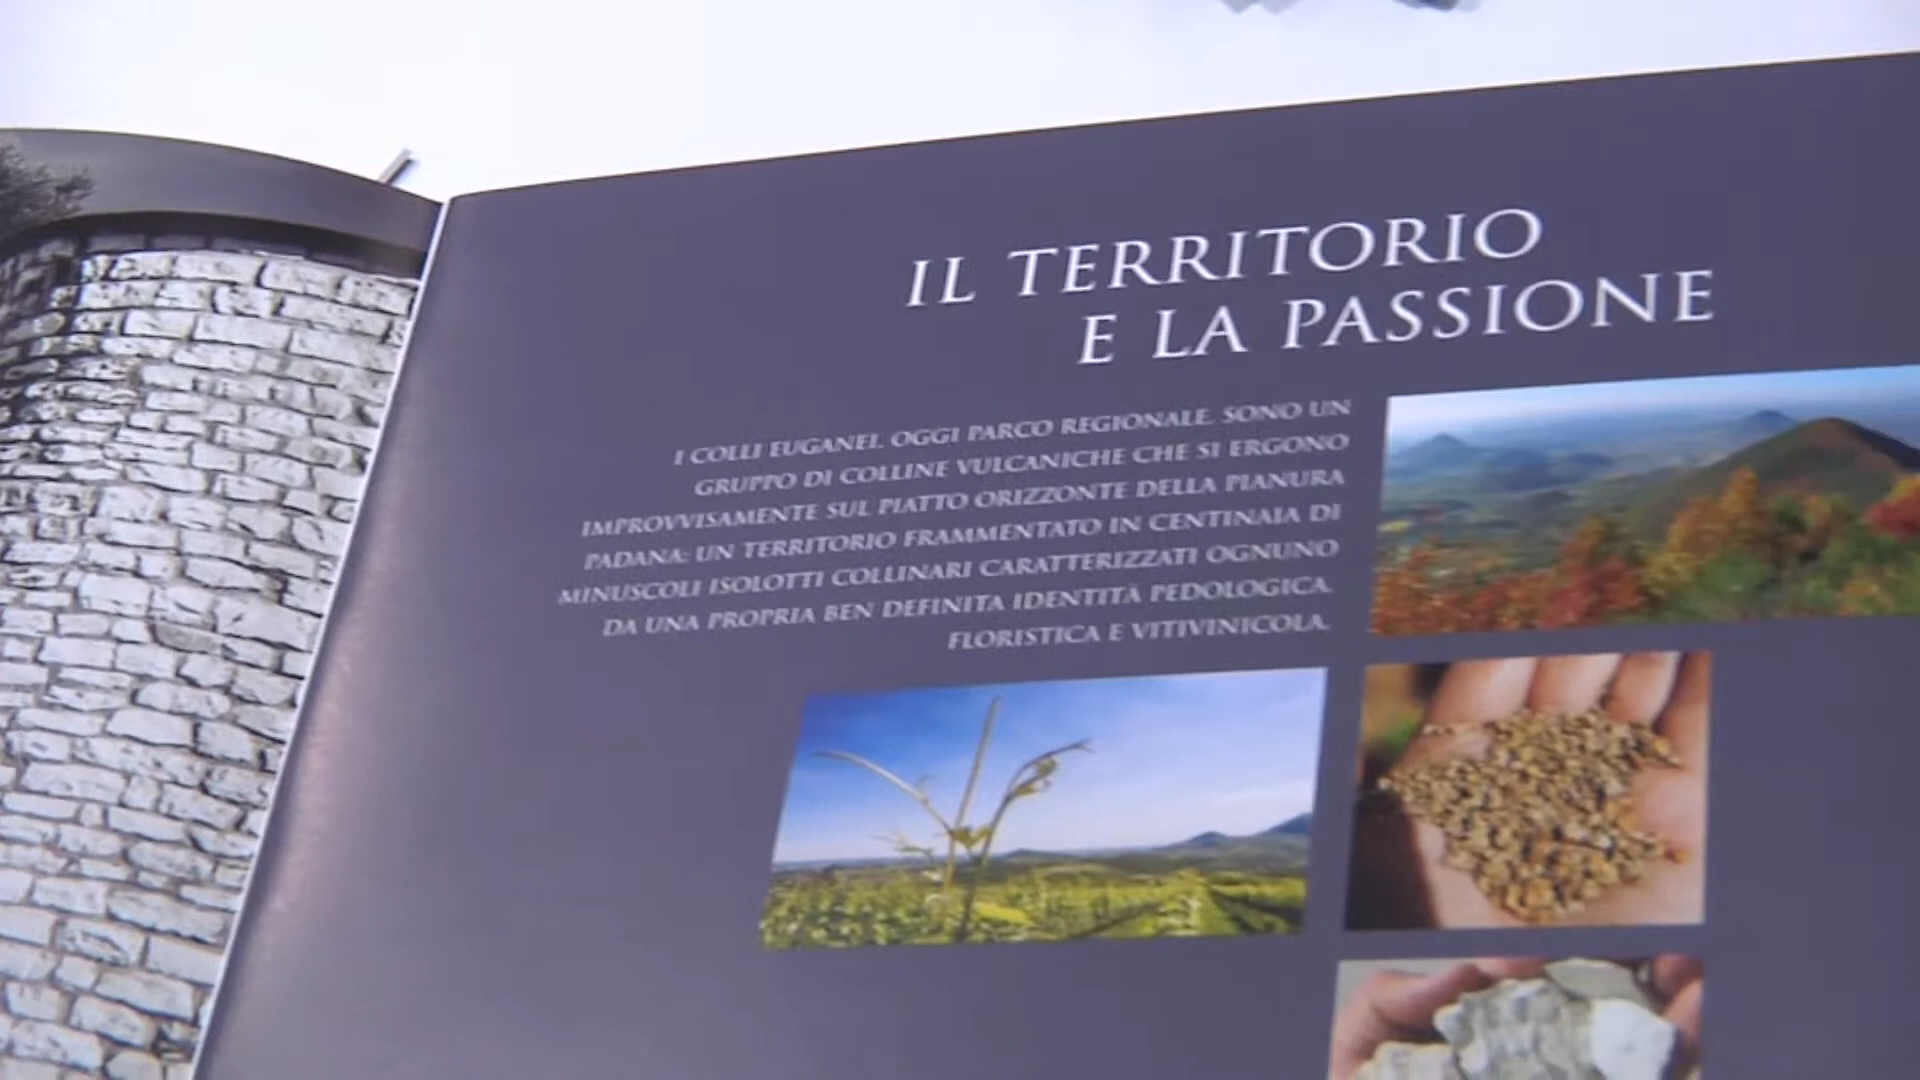 IL TERRITORIO
E LA PASSIONE
I COLLI EUGANEI, OGGI PARCO REGIONALE, SONO UN
GRUPPO DI COLLINE VULCANICHE CHE SI ERGONO
IMPROVVISAMENTE SUL PIATTO ORIZZONTE DELLA PIANURA
PADANA: UN TERRITORIO FRAMMENTATO IN CENTINAIA DI
MINUSCOLI ISOLOTTI COLLINARI CARATTERIZZATI OGNUNO
DA UNA PROPRIA BEN DEFINITA IDENTITÀ PEDOLOGICA,
FLORISTICA E VITIVINICOLA.